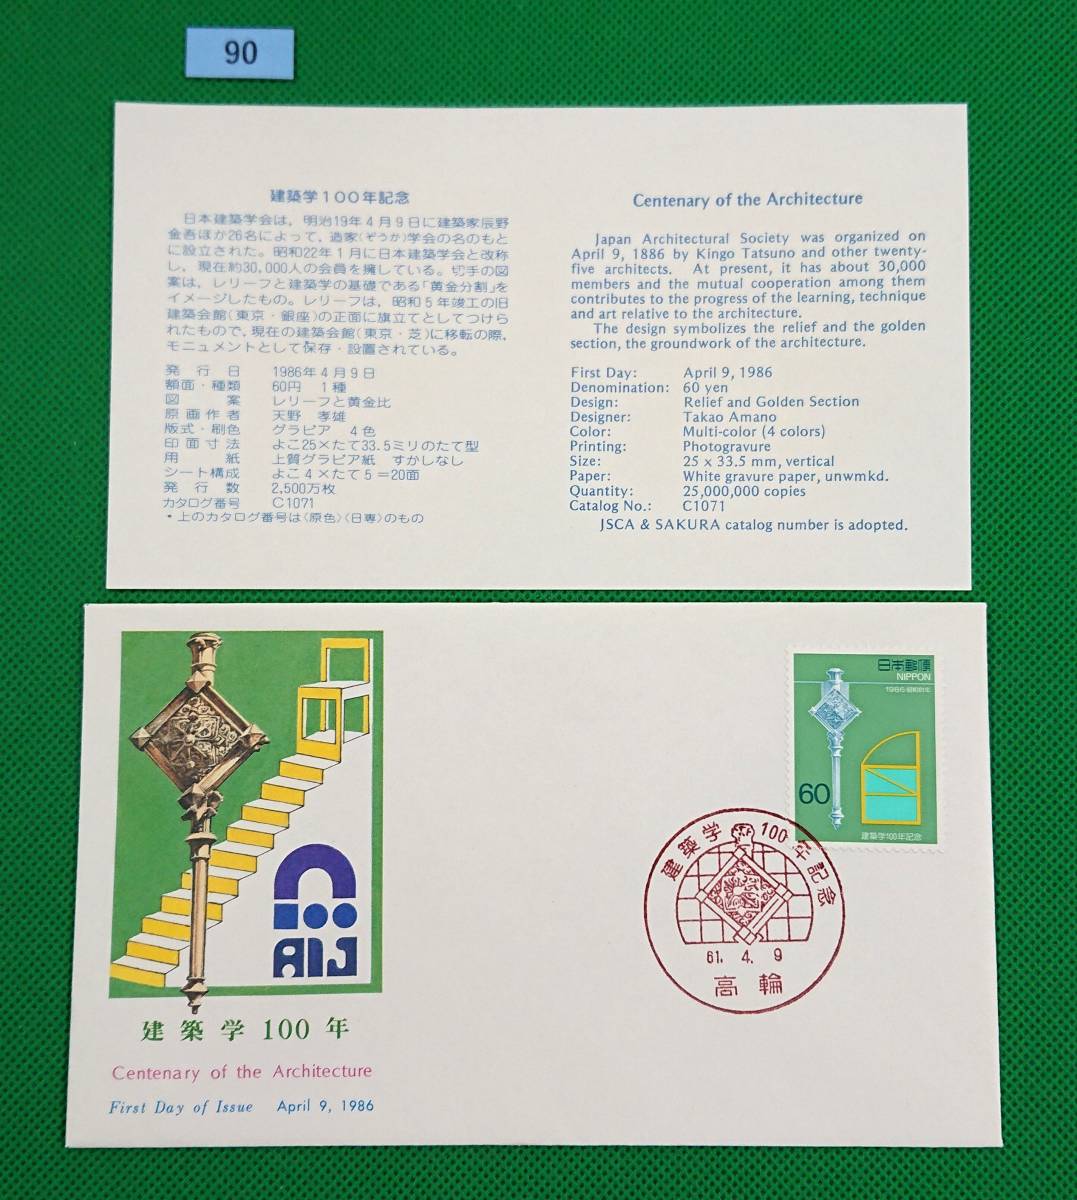 90
建築学100年記念
日本建築学会は，明治19年4月9日に建築家辰野
金吾ほか26名によって，造家(ぞうか)学会の名のもと
に設立された。昭和22年1月に日本建築学会と改称
し，現在約30,000人の会員を擁している。切手の図
案は，レリーフと建築学の基礎である「黄金分割」を
イメージしたもの。レリーフは，昭和5年竣工の旧
建築会館(東京・銀座)の正面に旗立てとしてつけら
れたもので，現在の建築会館(東京・芝)に移転の際，
モニュメントとして保存・設置されている。
発行日 1986年4月9日
額面・種類 60円 1種
図案 レリーフと黄金比
原画作者 天野 孝雄
版式・刷色 グラビア 4色
印面寸法 よこ25×たて33.5ミリのたて型
用紙 上質グラビア紙 すかしなし
シート構成 よこ4×たて5＝20面
発行数 2,500万枚
カタログ番号 C1071
*上のカタログ番号は〈原色〉〈日専〉のもの
Centenary of the Architecture
Japan Architectural Society was organized on
April 9, 1886 by Kingo Tatsuno and other twenty-
five architects. At present, it has about 30,000
members and the mutual cooperation among them
contributes to the progress of the learning, technique
and art relative to the architecture.
The design symbolizes the relief and the golden
section, the groundwork of the architecture.
First Day: April 9, 1986
Denomination: 60 yen
Design: Relief and Golden Section
Designer: Takao Amano
Color: Multi-color (4 colors)
Printing: Photogravure
Size: 25 x 33.5 mm, vertical
Paper: White gravure paper, unwmkd.
Quantity: 25,000,000 copies
Catalog No.: C1071
JSCA & SAKURA catalog number is adopted.
日本郵便
NIPPON
1986 昭和61年
60
建築学100年記念
建築学100年記念
61. 4. 9
高輪
100
AIJ
建築学100年
Centenary of the Architecture
First Day of Issue April 9, 1986